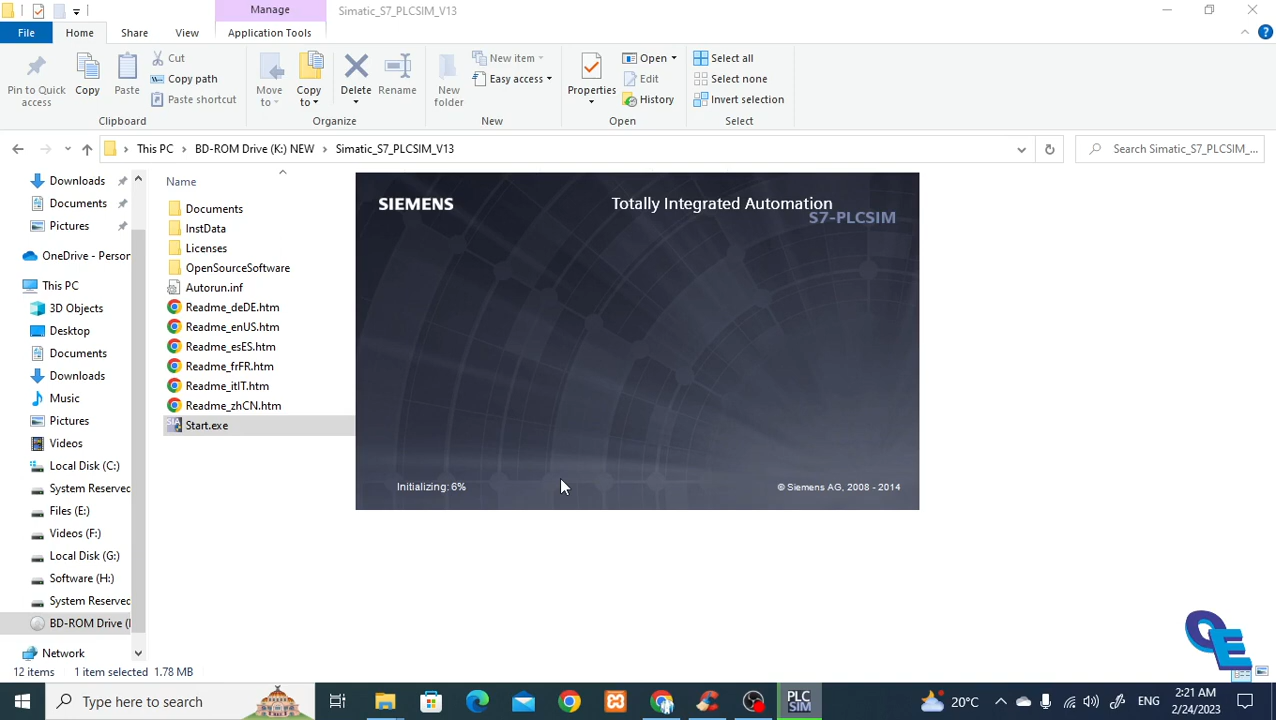 Manage
Simatic_S7_PLCSIM_V13
File
Home
Share
View
Application Tools
Pin to Quick access
Copy
Paste
Cut
Copy path
Paste shortcut
Clipboard
Move to
Copy to
Delete
Rename
Organize
New folder
New item
Easy access
New
Properties
Open
Edit
History
Open
Select all
Select none
Invert selection
Select
This PC
BD-ROM Drive (K:) NEW
Simatic_S7_PLCSIM_V13
Search Simatic_S7_PLCSIM_...
Downloads
Documents
Pictures
OneDrive - Person
This PC
3D Objects
Desktop
Documents
Downloads
Music
Pictures
Videos
Local Disk (C:)
System Reserved
Files (E:)
Videos (F:)
Local Disk (G:)
Software (H:)
System Reserved
BD-ROM Drive (
Network
Name
Documents
InstData
Licenses
OpenSourceSoftware
Autorun.inf
Readme_deDE.htm
Readme_enUS.htm
Readme_esES.htm
Readme_frFR.htm
Readme_itIT.htm
Readme_zhCN.htm
Start.exe
SIEMENS
Totally Integrated Automation
S7-PLCSIM
Initializing: 6%
© Siemens AG, 2008 - 2014
OE
12 items
1 item selected 1.78 MB
Type here to search
PLC
SIM
20°C
ENG
2:21 AM
2/24/2023